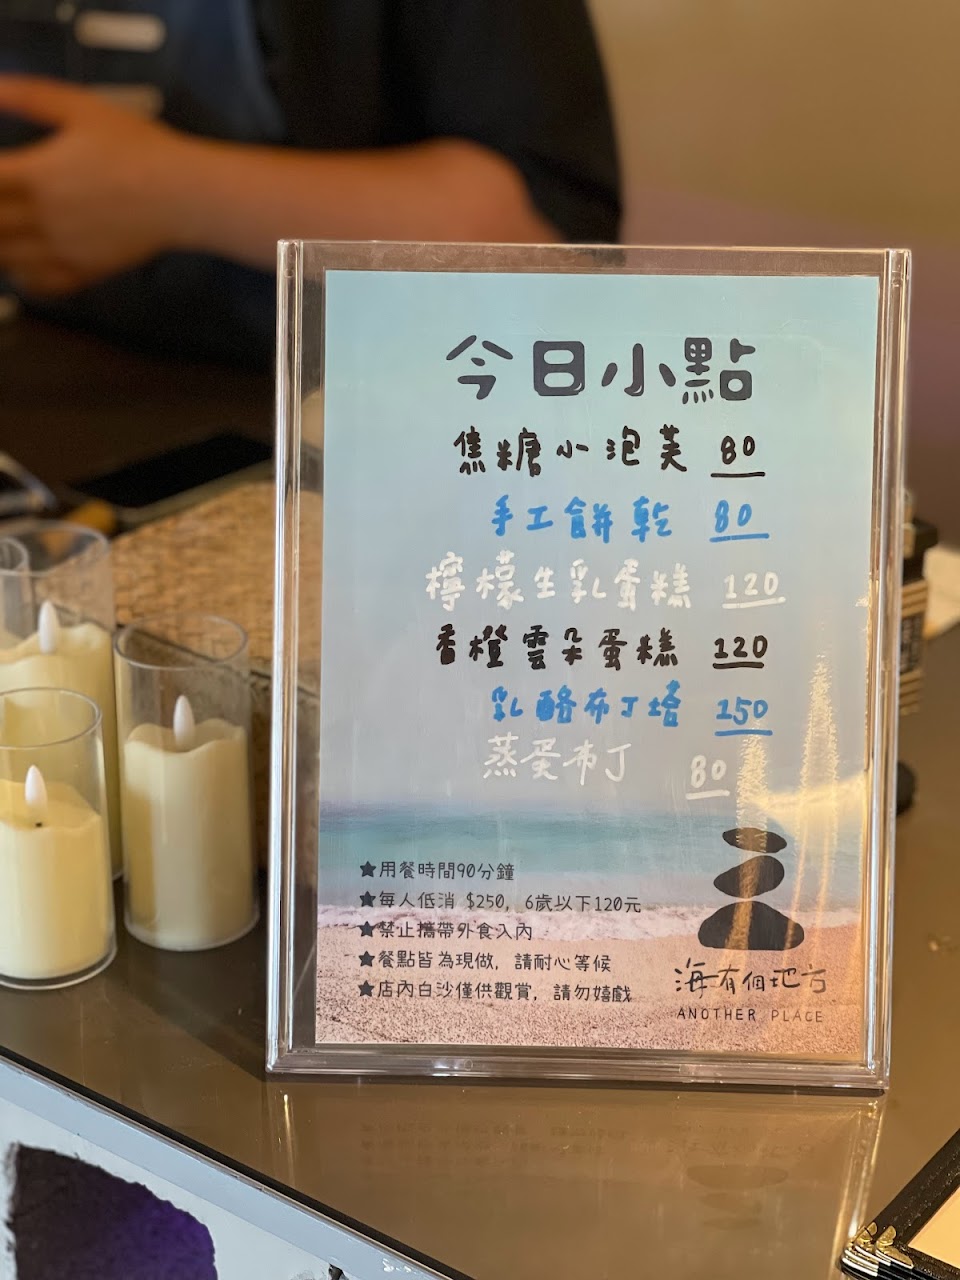 今日小點
焦糖小泡芙 80
手工餅乾 80
檸檬生乳蛋糕 120
香橙雲朵蛋糕 120
乳酪布丁塔 150
蒸蛋布丁 80
★用餐時間90分鐘
★每人低消 $250, 6歲以下120元
★禁止攜帶外食入內
★餐點皆為現做, 請耐心等候
★店內白沙僅供觀賞, 請勿嬉戲
海有個地方
ANOTHER PLACE